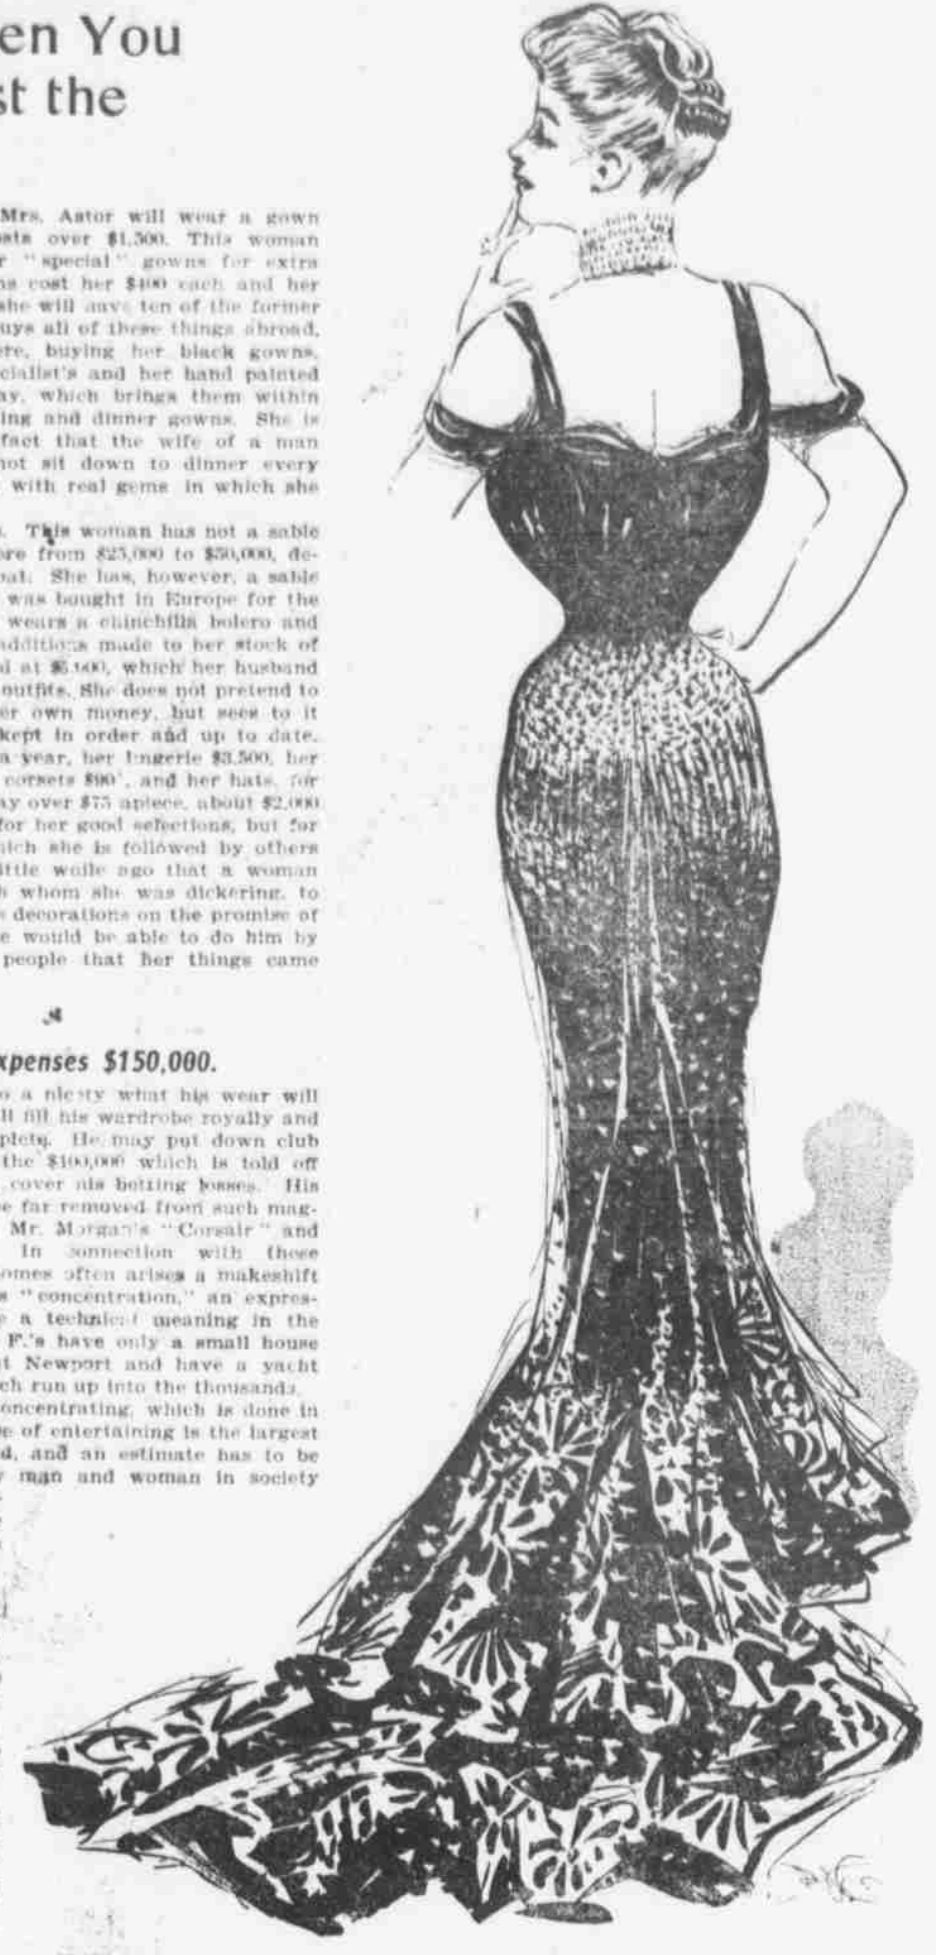 en You
st the
Mrs. Astor will wear a gown
sts over $1,500. This woman
r "special" gowns for extra
ns cost her $400 each and her
she will have ten of the former
uys all of these things abroad,
ere, buying her black gowns,
cialist's and her hand painted
ay, which brings them within
ing and dinner gowns. She is
fact that the wife of a man
not sit down to dinner every
with real gems in which she
. This woman has not a sable
ore from $25,000 to $50,000, de-
oat. She has, however, a sable
was bought in Europe for the
wears a chinchilla bolero and
additions made to her stock of
d at which her husband
outfits. She does not pretend to
er own money, but sees to it
kept in order and up to date.
a year, her lingerie $3,500, her
corsets and her hats, for
ay over $75 apiece, about $2,000
for her good selections, but for
hich she is followed by others
ittle while ago that a woman
h whom she was dickering, to
s decorations on the promise of
e would be able to do him by
people that her things came
xpenses $150,000.
o a nicety what his wear will
ll fill his wardrobe royally and
plete. He may put down club
the $100,000 which is told off
cover his betting losses. His
e far removed from such mag-
Mr. Morgan's "Corsair" and
In connection with these
omes often arises a makeshift
s "concentration," an expres-
e a technical meaning in the
F.'s have only a small house
t Newport and have a yacht
ch run up into the thousands.
oncentrating, which is done in
e of entertaining is the largest
d, and an estimate has to be
y man and woman in society